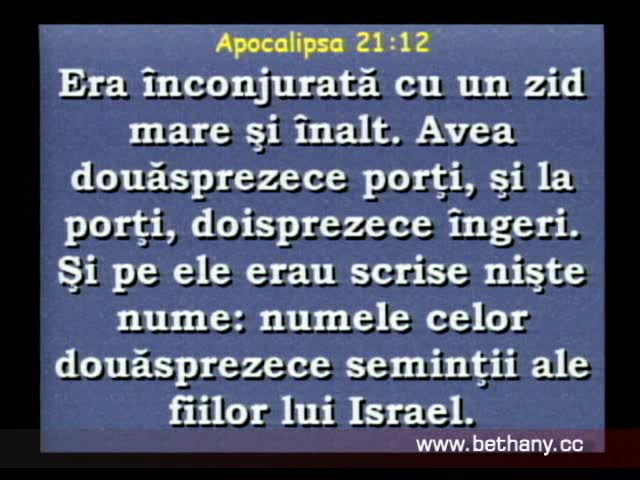 Apocalipsa 21:12
Era înconjurată cu un zid
mare şi înalt. Avea
douăsprezece porţi, şi la
porţi, doisprezece îngeri.
Şi pe ele erau scrise nişte
nume: numele celor
douăsprezece seminţii ale
fiilor lui Israel.
www.bethany.cc